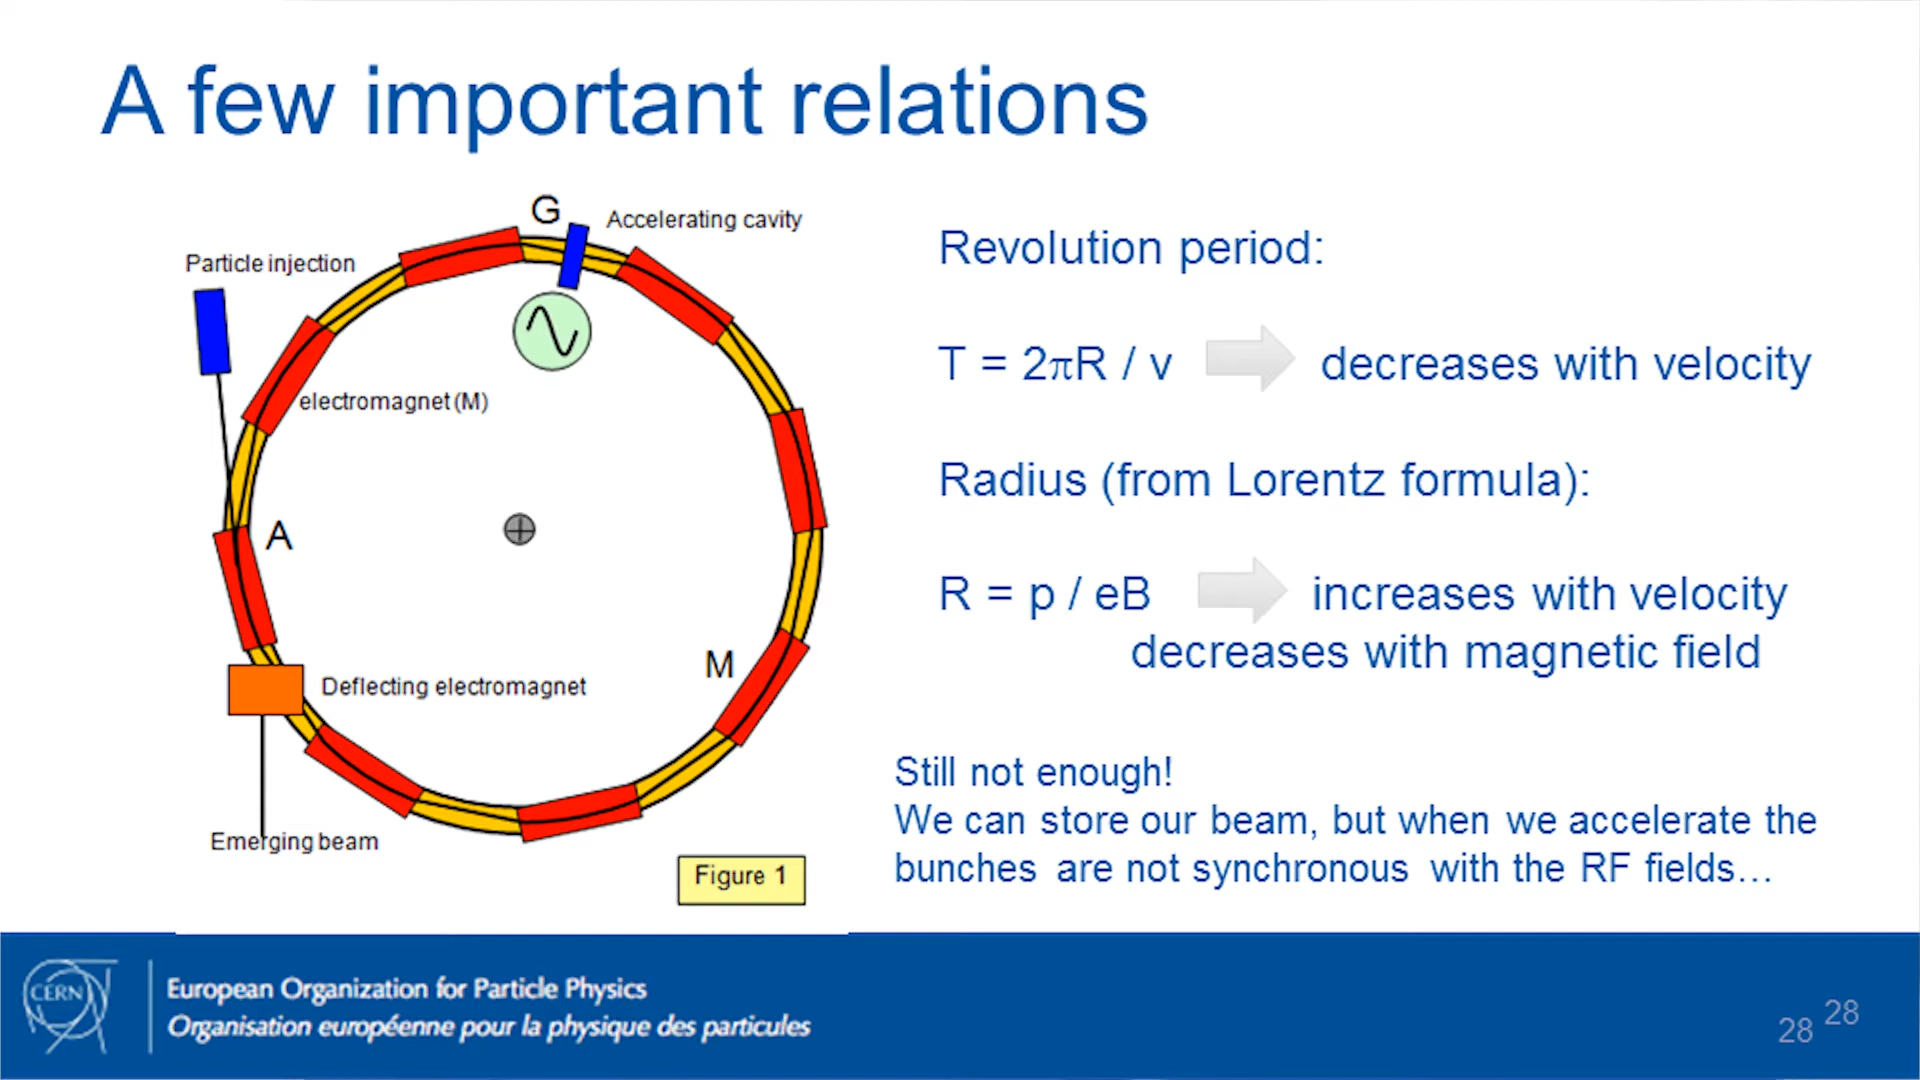 A few important relations
G
Accelerating cavity
Particle injection
electromagnet (M)
A
M
Deflecting electromagnet
Emerging beam
Figure 1
Revolution period:
T = 2πR / v decreases with velocity
Radius (from Lorentz formula):
R = p / eB increases with velocity
decreases with magnetic field
Still not enough!
We can store our beam, but when we accelerate the
bunches are not synchronous with the RF fields...
CERN
European Organization for Particle Physics
Organisation européenne pour la physique des particules
28
28